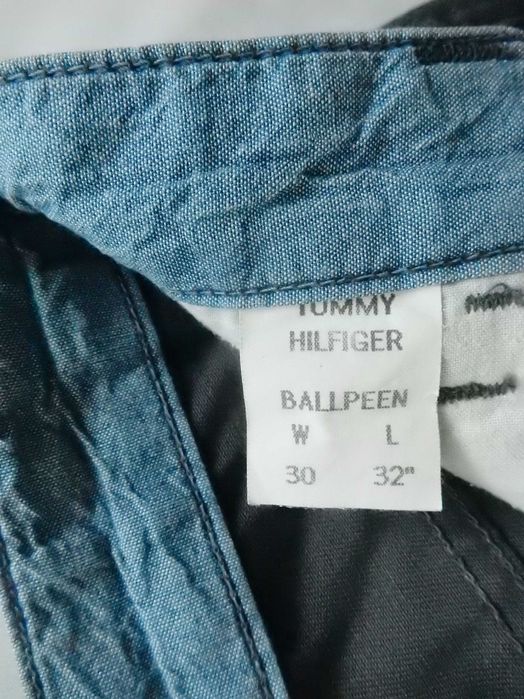 TOMMY
HILFIGER
BALLPEEN
W L
30 32"